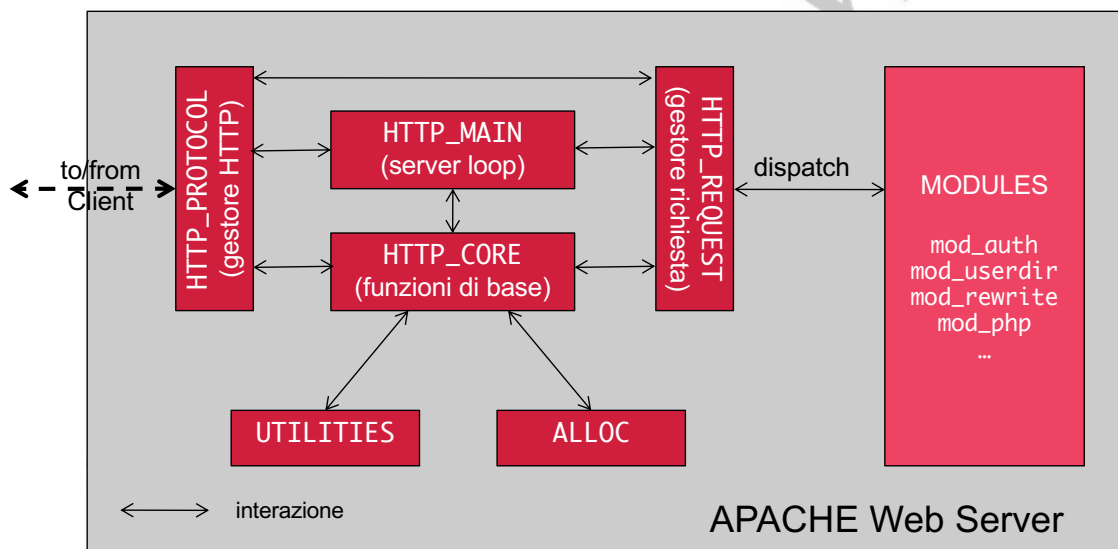 to/from
Client
HTTP_PROTOCOL
(gestore HTTP)
HTTP_MAIN
(server loop)
HTTP_CORE
(funzioni di base)
HTTP_REQUEST
(gestore richiesta)
dispatch
MODULES
mod_auth
mod_userdir
mod_rewrite
mod_php
…
UTILITIES
ALLOC
interazione
APACHE Web Server